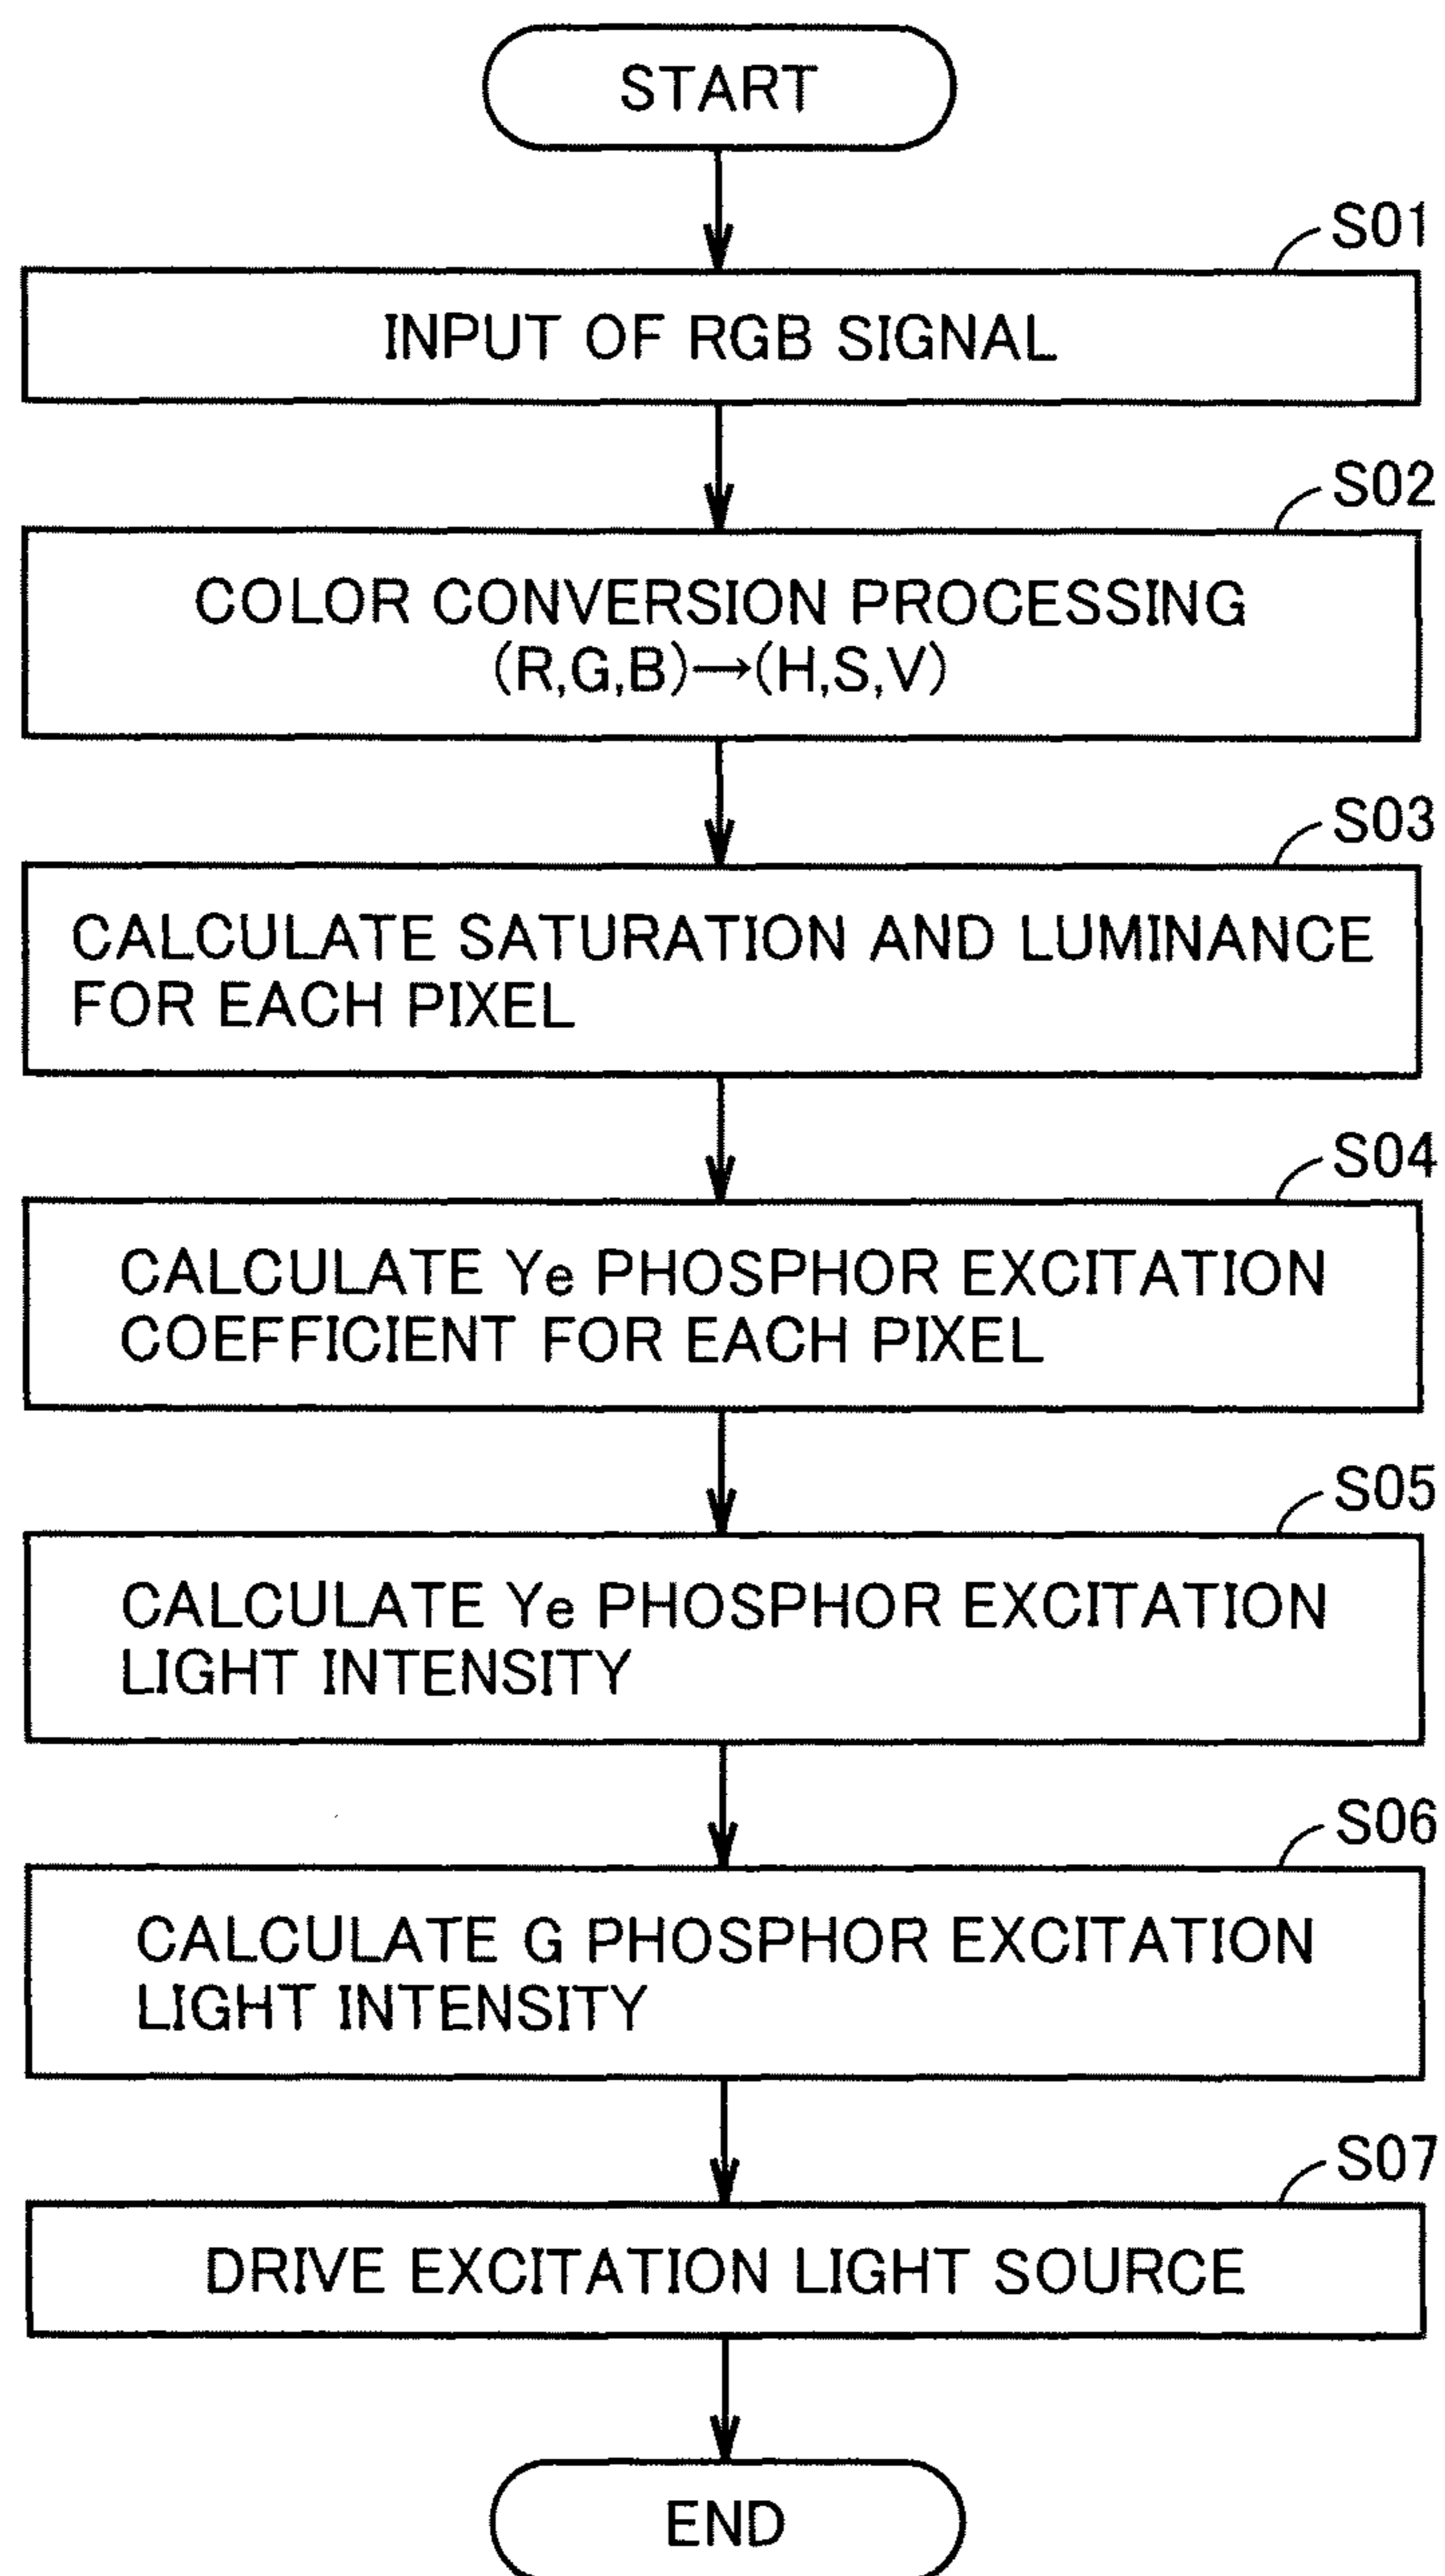 START
S01
INPUT OF RGB SIGNAL
S02
COLOR CONVERSION PROCESSING
(R,G,B)→(H,S,V)
S03
CALCULATE SATURATION AND LUMINANCE
FOR EACH PIXEL
S04
CALCULATE Ye PHOSPHOR EXCITATION
COEFFICIENT FOR EACH PIXEL
S05
CALCULATE Ye PHOSPHOR EXCITATION
LIGHT INTENSITY
S06
CALCULATE G PHOSPHOR EXCITATION
LIGHT INTENSITY
S07
DRIVE EXCITATION LIGHT SOURCE
END